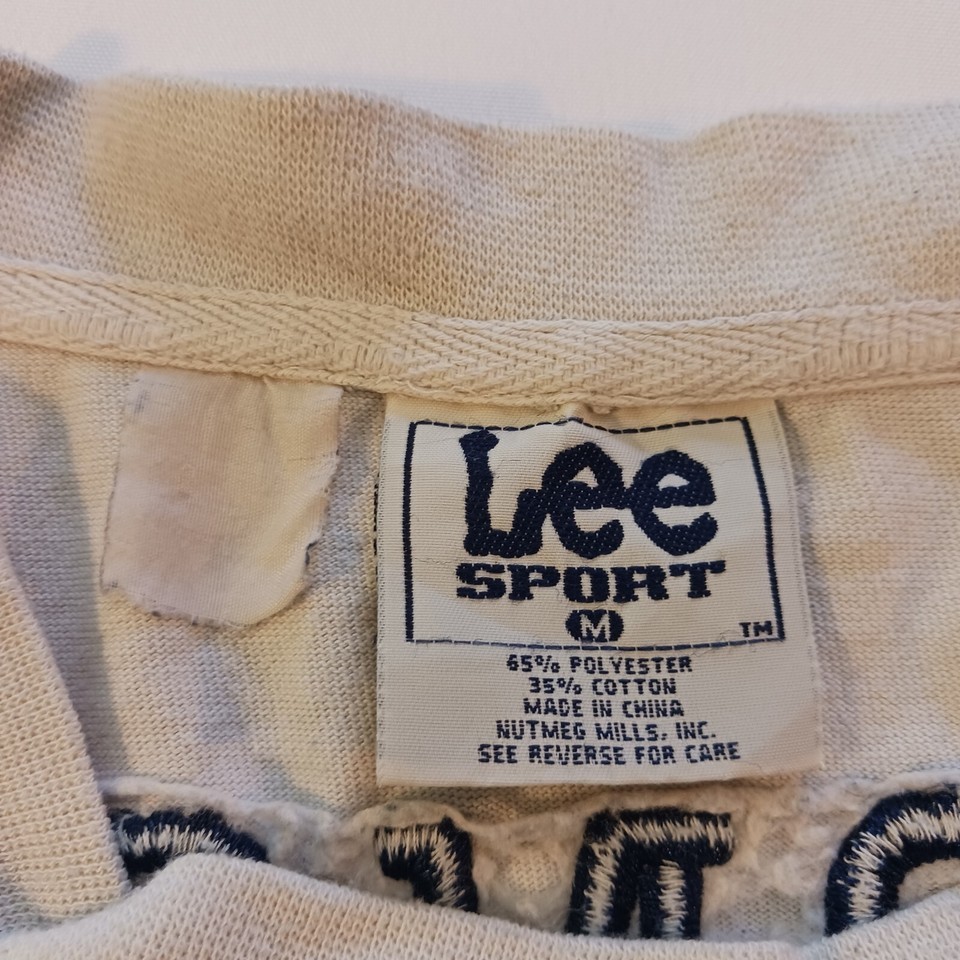 Lee
SPORT
M
TM
65% POLYESTER
35% COTTON
MADE IN CHINA
NUTMEG MILLS, INC.
SEE REVERSE FOR CARE